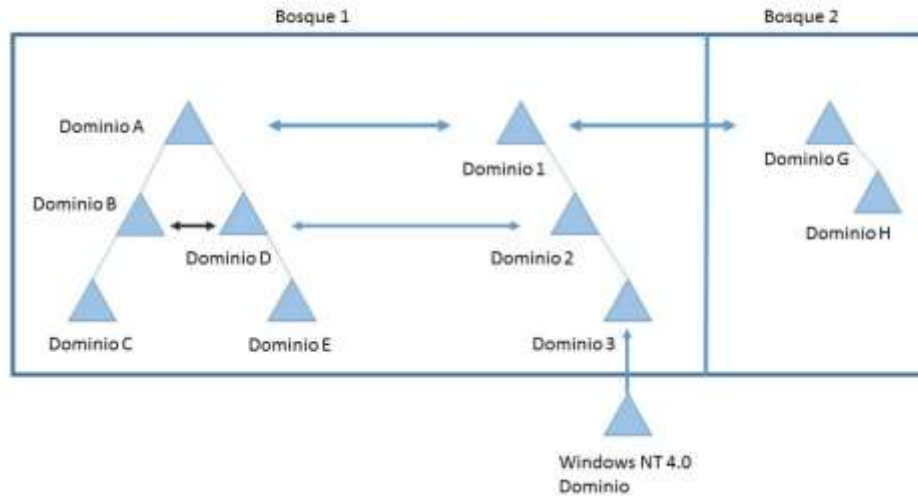 Bosque 1
Bosque 2
Dominio A
Dominio 1
Dominio G
Dominio B
Dominio D
Dominio 2
Dominio H
Dominio C
Dominio E
Dominio 3
Windows NT 4.0
Dominio